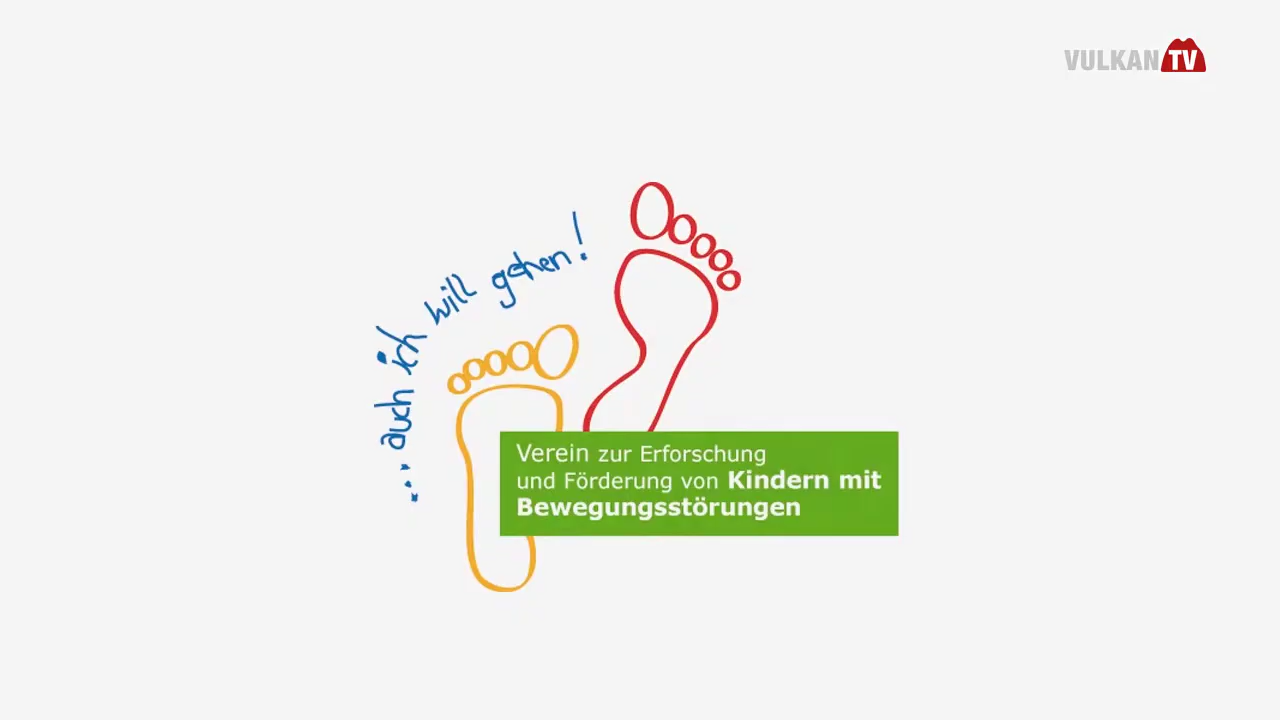 VULKAN TV
...auch ich will gehen!
Verein zur Erforschung
und Förderung von Kindern mit
Bewegungsstörungen